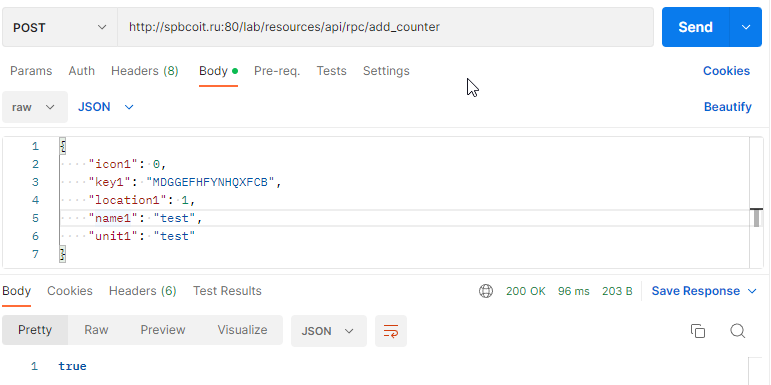 POST http://spbcoit.ru:80/lab/resources/api/rpc/add_counter Send
Params Auth Headers (8) Body Pre-req. Tests Settings Cookies
raw JSON Beautify
1 {
2 "icon1": 0,
3 "key1": "MDGGEFHFYNHQXFCB",
4 "location1": 1,
5 "name1": "test",
6 "unit1": "test"
7 }
Body Cookies Headers (6) Test Results 200 OK 96 ms 203 B Save Response
Pretty Raw Preview Visualize JSON
1 true